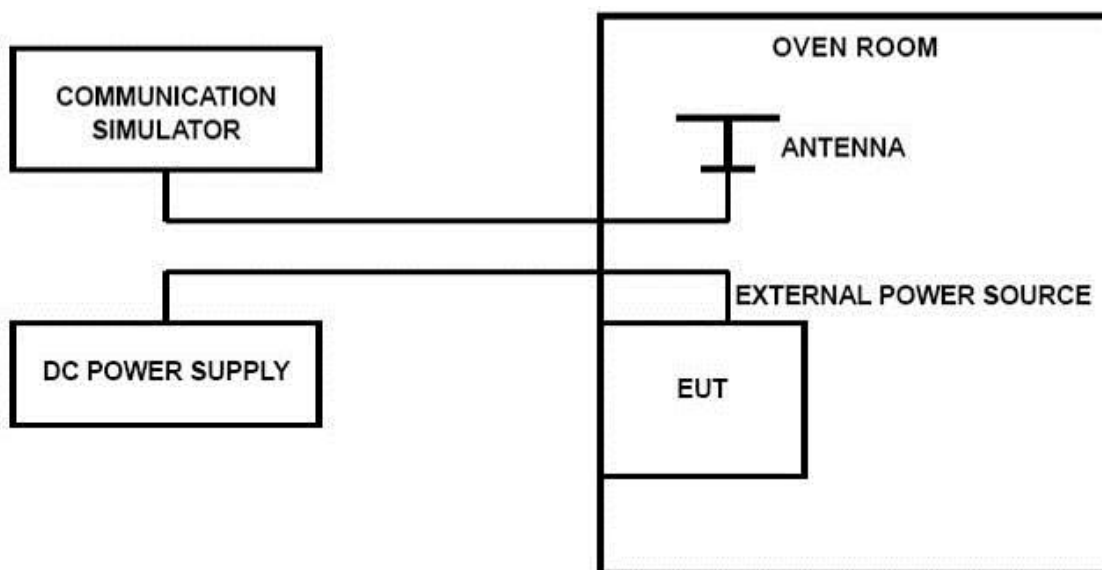 OVEN ROOM
COMMUNICATION
SIMULATOR
ANTENNA
EXTERNAL POWER SOURCE
DC POWER SUPPLY
EUT